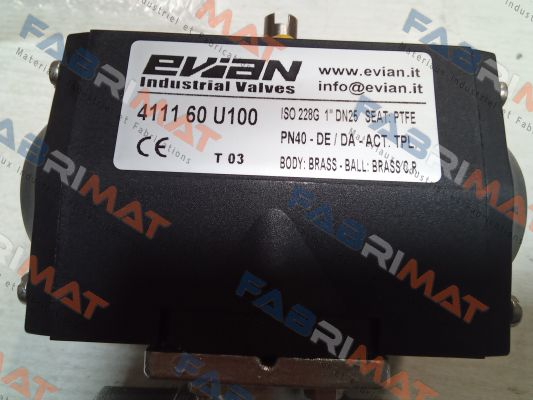 EVIAN
Industrial Valves
www.evian.it
info@evian.it
4111 60 U100
ISO 228G 1" DN25 SEAT: PTFE
PN40 - DE / DA - ACT. TPL.
CE T 03
BODY: BRASS - BALL: BRASS C.P.
FABRIMAT
FABRIMAT
FABRIMAT
FABRIMAT
FABRIMAT